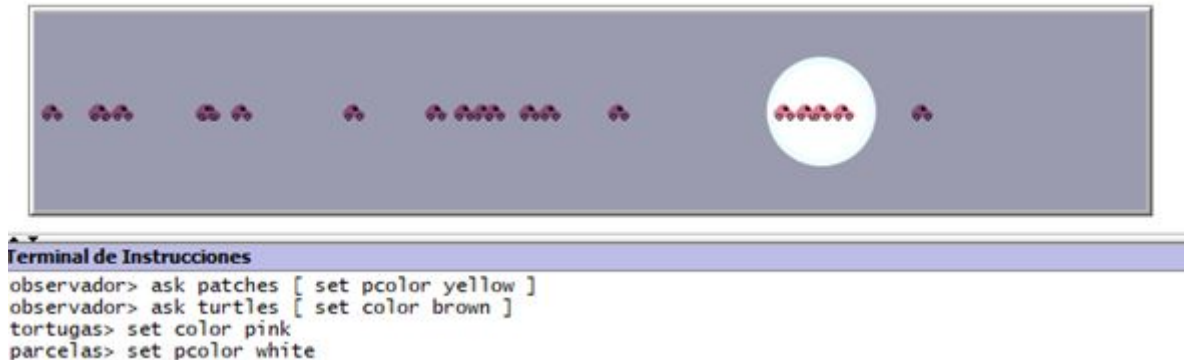 Terminal de Instrucciones
observador> ask patches [ set pcolor yellow ]
observador> ask turtles [ set color brown ]
tortugas> set color pink
parcelas> set pcolor white